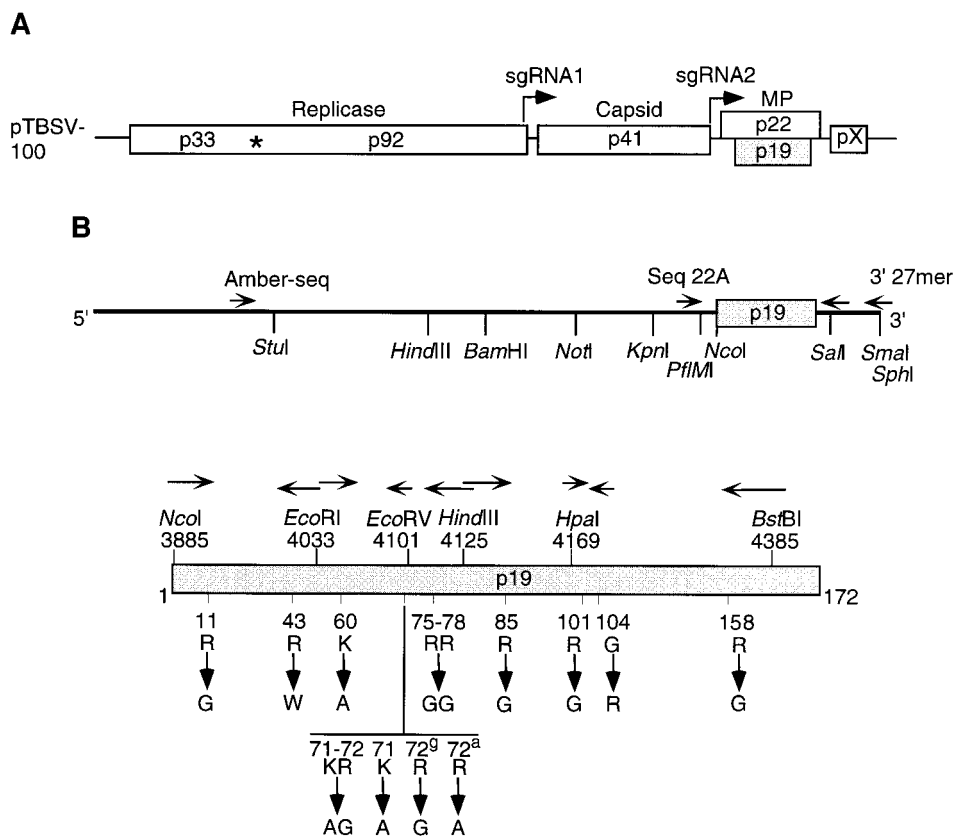 A
sgRNA1
sgRNA2
Replicase
Capsid
MP
pTBSV-
100
p33
*
p92
p41
p22
p19
pX
B
Amber-seq
Seq 22A
3' 27mer
5'
p19
3'
StuI
HindIII
BamHI
NotI
KpnI
PflMI
NcoI
SalI
SmaI
SphI
NcoI
EcoRI
EcoRV
HindIII
HpaI
BstBI
3885
4033
4101
4125
4169
4385
p19
1
172
11
43
60
75-78
85
101
104
158
R
R
K
RR
R
R
G
R
G
W
A
GG
G
G
R
G
71-72
71
72g
72a
KR
K
R
R
AG
A
G
A